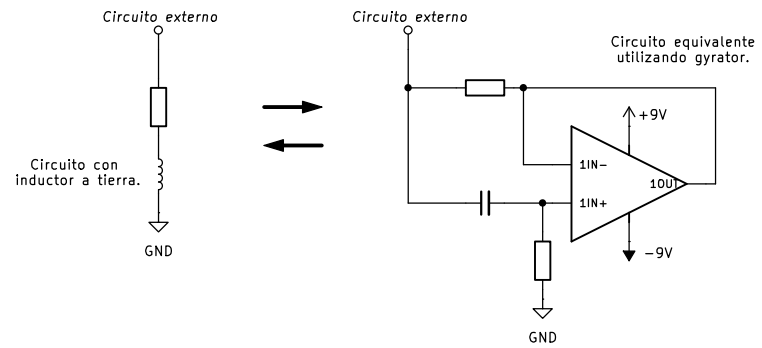 Circuito externo
Circuito externo
Circuito equivalente
utilizando gyrator.
+9V
Circuito con
inductor a tierra.
1IN-
1OUT
1IN+
GND
-9V
GND